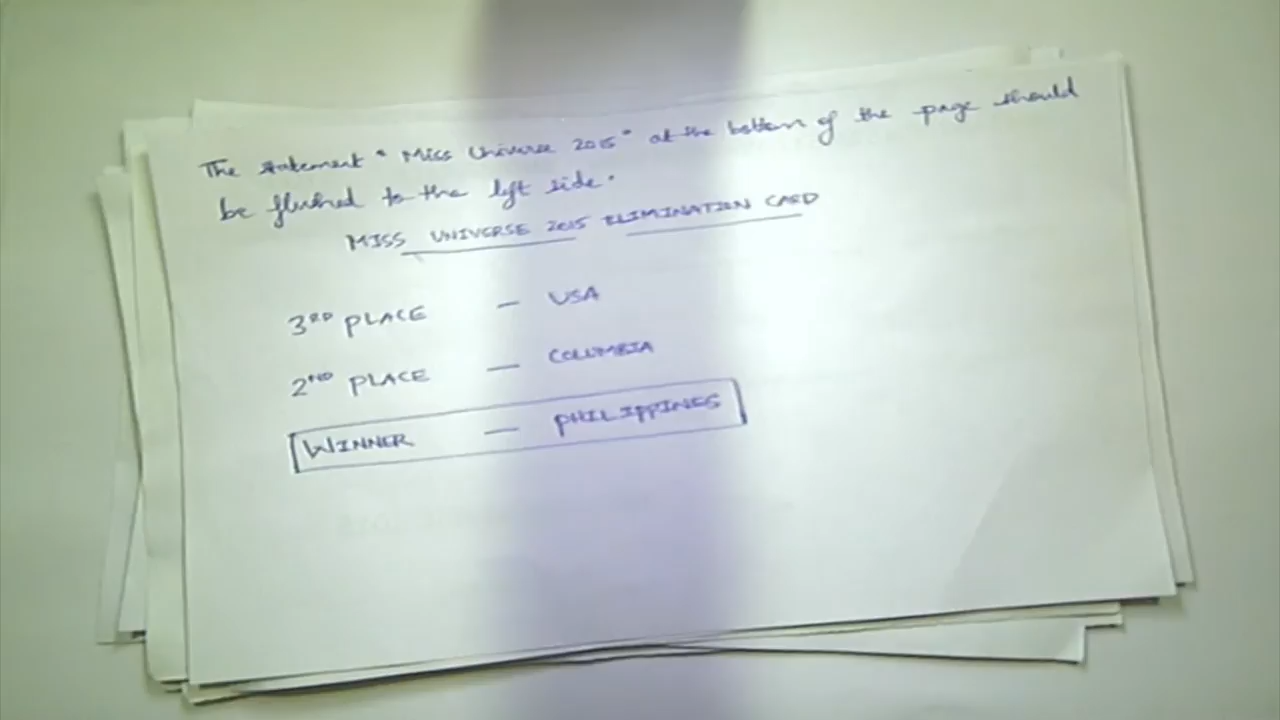 The statement "Miss Universe 2015" at the bottom of the page should
be flushed to the left side.
MISS UNIVERSE 2015 ELIMINATION CARD
3RD PLACE - USA
2ND PLACE - COLUMBIA
WINNER - PHILIPPINES